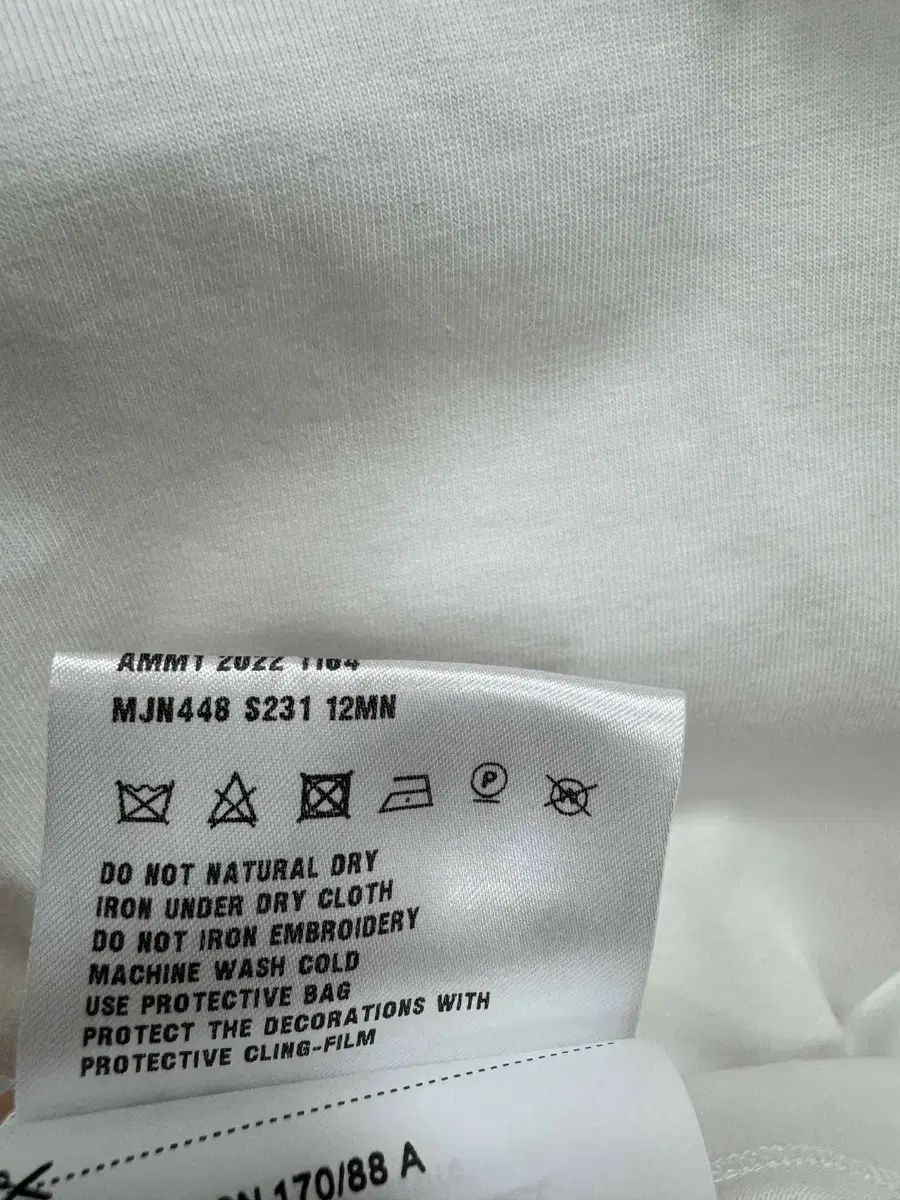 AMMT 2022 1164
MJN448 S231 12MN
P
W
DO NOT NATURAL DRY
IRON UNDER DRY CLOTH
DO NOT IRON EMBROIDERY
MACHINE WASH COLD
USE PROTECTIVE BAG
PROTECT THE DECORATIONS WITH
PROTECTIVE CLING-FILM
170/88 A